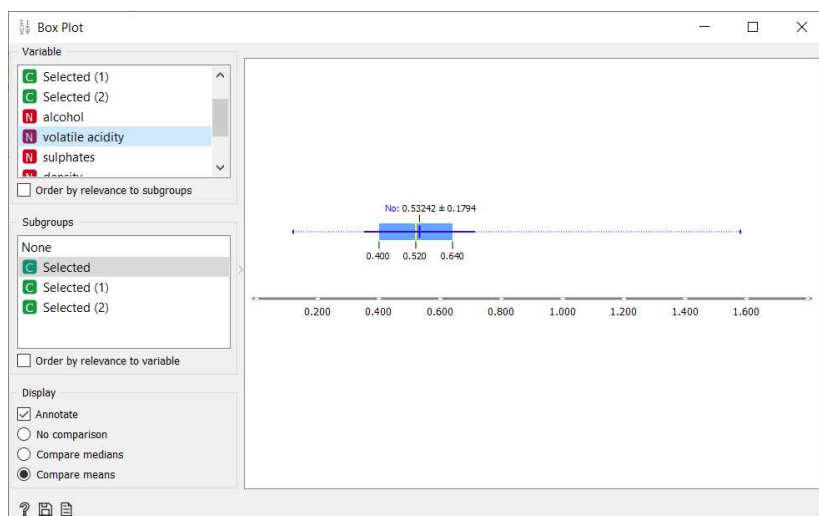 Box Plot
Variable
C Selected (1)
C Selected (2)
N alcohol
N volatile acidity
N sulphates
N density
Order by relevance to subgroups
Subgroups
None
C Selected
C Selected (1)
C Selected (2)
Order by relevance to variable
Display
Annotate
No comparison
Compare medians
Compare means
?
No: 0.53242 ± 0.1794
0.400 0.520 0.640
0.200 0.400 0.600 0.800 1.000 1.200 1.400 1.600